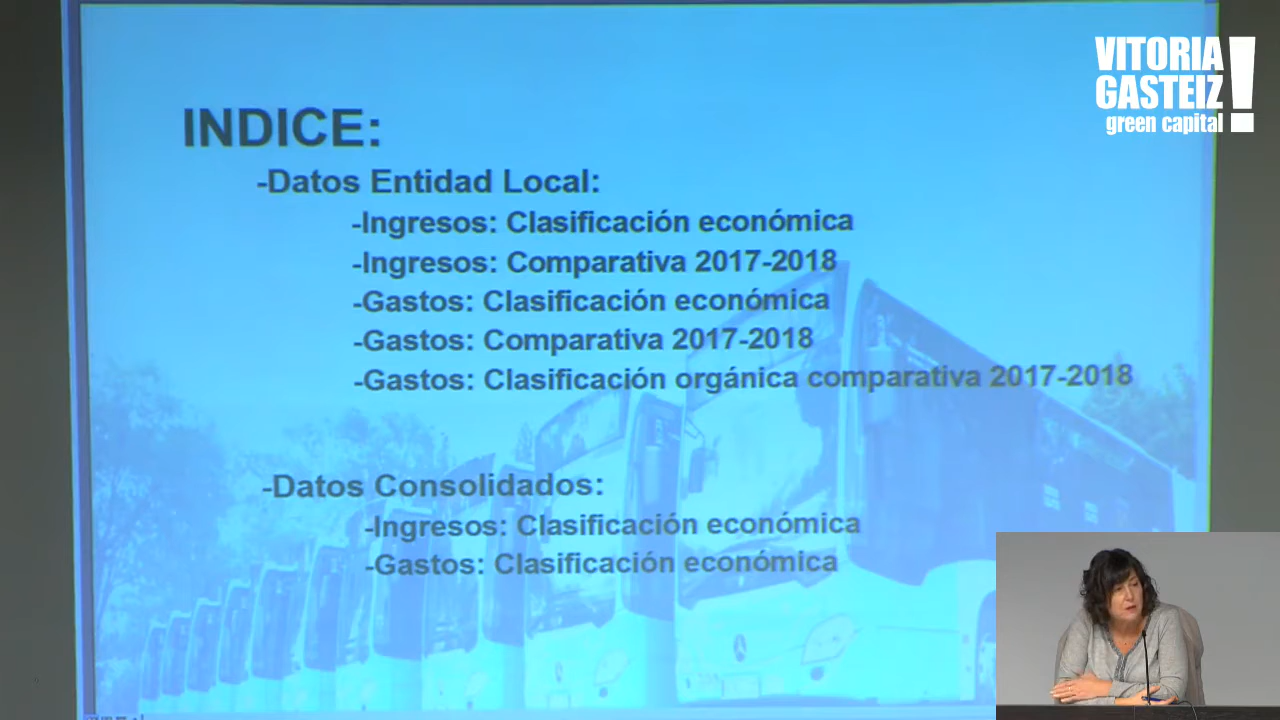 VITORIA
GASTEIZ!
green capital
INDICE:
-Datos Entidad Local:
-Ingresos: Clasificación económica
-Ingresos: Comparativa 2017-2018
-Gastos: Clasificación económica
-Gastos: Comparativa 2017-2018
-Gastos: Clasificación orgánica comparativa 2017-2018
-Datos Consolidados:
-Ingresos: Clasificación económica
-Gastos: Clasificación económica